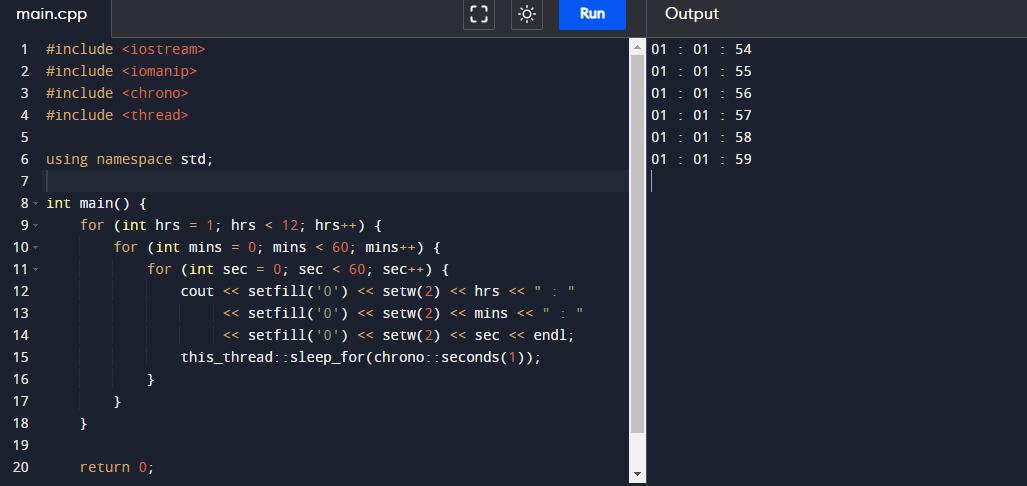 main.cpp Run Output
1 #include <iostream>
2 #include <iomanip>
3 #include <chrono>
4 #include <thread>
5
6 using namespace std;
7
8 int main() {
9     for (int hrs = 1; hrs < 12; hrs++) {
10         for (int mins = 0; mins < 60; mins++) {
11             for (int sec = 0; sec < 60; sec++) {
12                 cout << setfill('0') << setw(2) << hrs << " : "
13                      << setfill('0') << setw(2) << mins << " : "
14                      << setfill('0') << setw(2) << sec << endl;
15                 this_thread::sleep_for(chrono::seconds(1));
16             }
17         }
18     }
19
20     return 0;
01 : 01 : 54
01 : 01 : 55
01 : 01 : 56
01 : 01 : 57
01 : 01 : 58
01 : 01 : 59